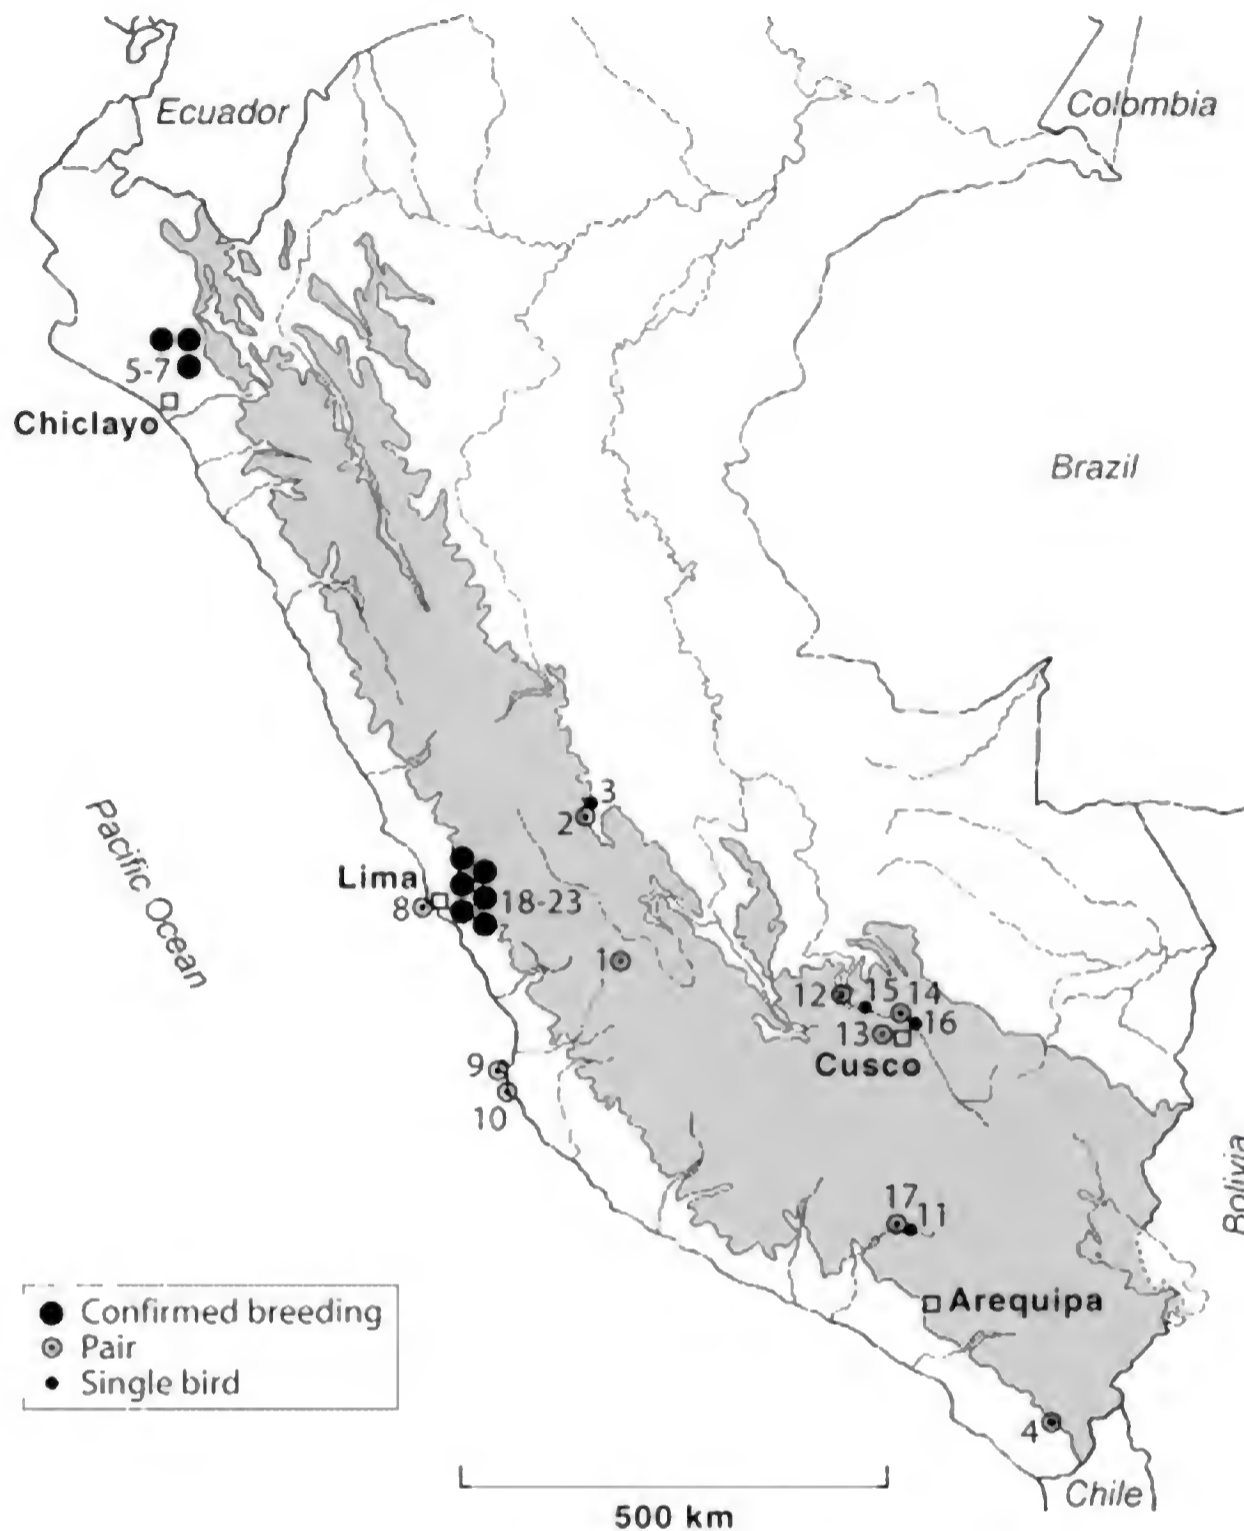 Ecuador
Colombia
5-7
Chiclayo
Brazil
Pacific Ocean
13
2
Lima
8
18-23
1
12
15
14
13
16
Cusco
9
10
17
11
Bolivia
Arequipa
Confirmed breeding
Pair
Single bird
4
Chile
500 km